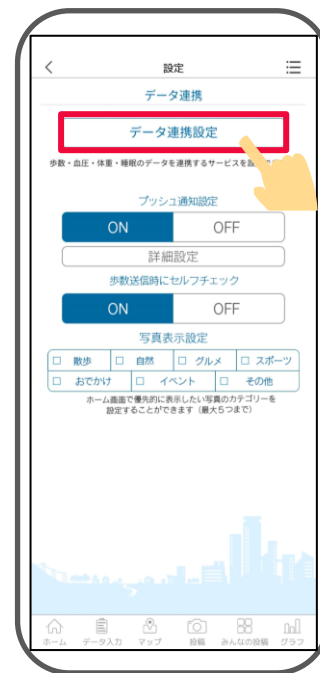 設定
データ連携
データ連携設定
歩数・血圧・体重・睡眠のデータを連携するサービスを設
プッシュ通知設定
ON OFF
詳細設定
歩数送信時にセルフチェック
ON OFF
写真表示設定
散歩 自然 グルメ スポーツ
おでかけ イベント その他
ホーム画面で優先的に表示したい写真のカテゴリーを
設定することができます（最大5つまで）
ホーム データ入力 マップ 投稿 みんなの投稿 グラフ